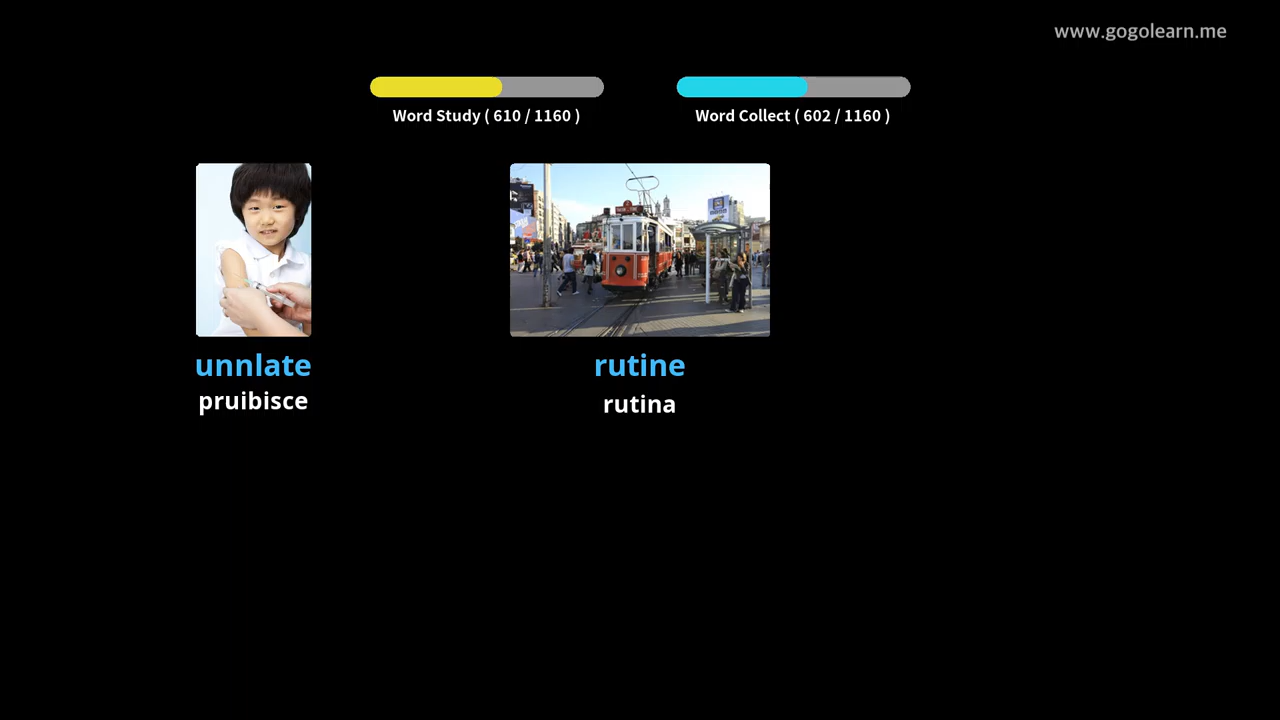 www.gogolearn.me
Word Study ( 610 / 1160 )
Word Collect ( 602 / 1160 )
unnlate
pruibisce
rutine
rutina